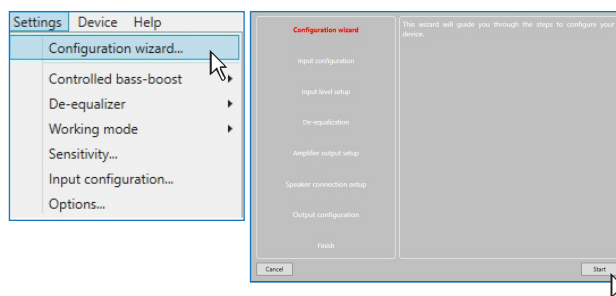 Settings Device Help
Configuration wizard...
Controlled bass-boost
De-equalizer
Working mode
Sensitivity...
Input configuration...
Options...
Configuration wizard
Input configuration
Input level setup
De-equalization
Amplifier output setup
Speaker connection setup
Output configuration
Finish
This wizard will guide you through the steps to configure your
device.
Cancel
Start